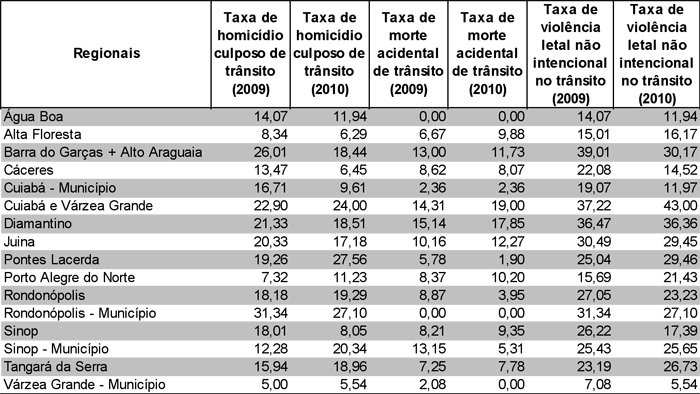 Regionais | Taxa de homicídio culposo de trânsito (2009) | Taxa de homicídio culposo de trânsito (2010) | Taxa de morte acidental de trânsito (2009) | Taxa de morte acidental de trânsito (2010) | Taxa de violência letal não intencional no trânsito (2009) | Taxa de violência letal não intencional no trânsito (2010)
Água Boa 14,07 11,94 0,00 0,00 14,07 11,94
Alta Floresta 8,34 6,29 6,67 9,88 15,01 16,17
Barra do Garças + Alto Araguaia 26,01 18,44 13,00 11,73 39,01 30,17
Cáceres 13,47 6,45 8,62 8,07 22,08 14,52
Cuiabá - Município 16,71 9,61 2,36 2,36 19,07 11,97
Cuiabá e Várzea Grande 22,90 24,00 14,31 19,00 37,22 43,00
Diamantino 21,33 18,51 15,14 17,85 36,47 36,36
Juina 20,33 17,18 10,16 12,27 30,49 29,45
Pontes Lacerda 19,26 27,56 5,78 1,90 25,04 29,46
Porto Alegre do Norte 7,32 11,23 8,37 10,20 15,69 21,43
Rondonópolis 18,18 19,29 8,87 3,95 27,05 23,23
Rondonópolis - Município 31,34 27,10 0,00 0,00 31,34 27,10
Sinop 18,01 8,05 8,21 9,35 26,22 17,39
Sinop - Município 12,28 20,34 13,15 5,31 25,43 25,65
Tangará da Serra 15,94 18,96 7,25 7,78 23,19 26,73
Várzea Grande - Município 5,00 5,54 2,08 0,00 7,08 5,54